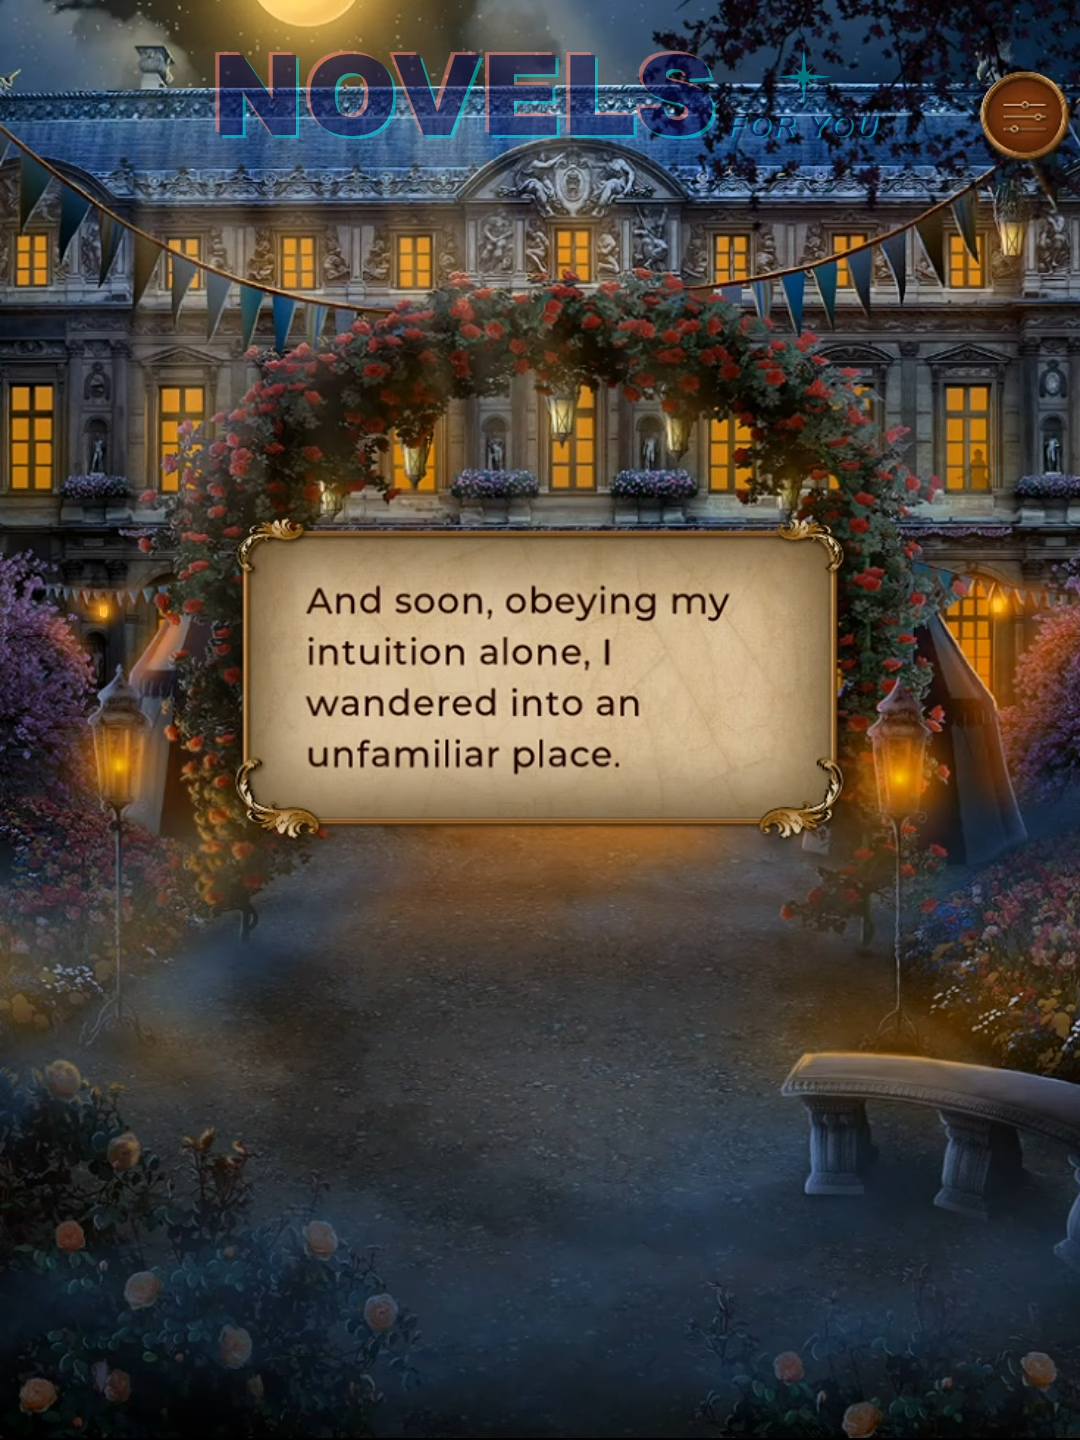 NOVELS
FOR YOU
And soon, obeying my
intuition alone, I
wandered into an
unfamiliar place.